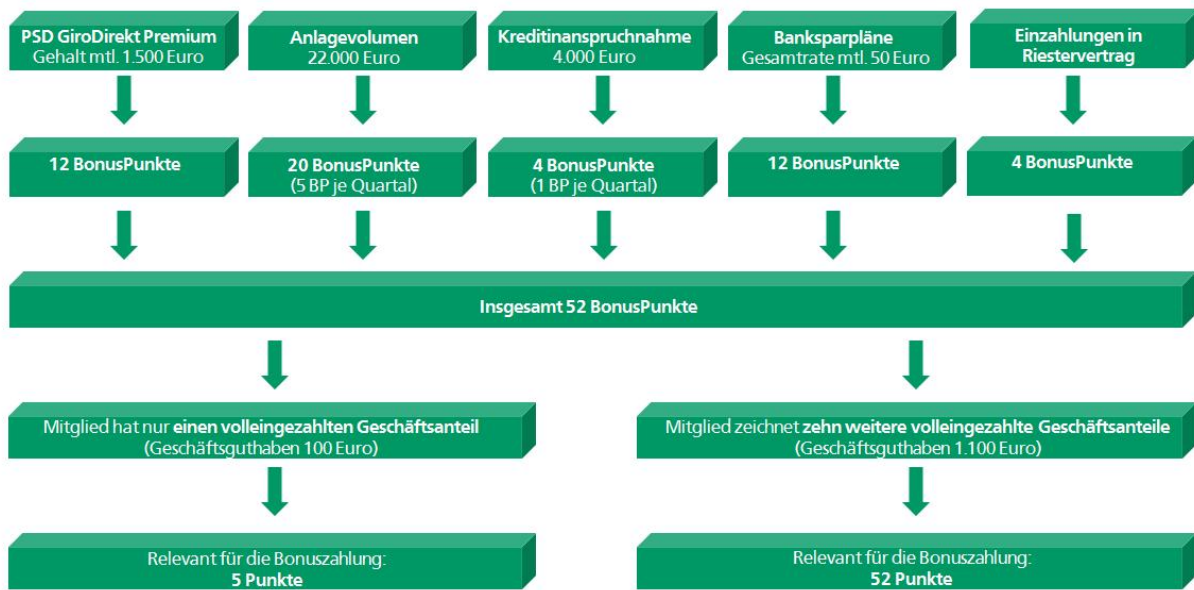 PSD GiroDirekt Premium
Gehalt mtl. 1.500 Euro
Anlagevolumen
22.000 Euro
Kreditinanspruchnahme
4.000 Euro
Banksparpläne
Gesamtrate mtl. 50 Euro
Einzahlungen in
Riestervertrag
12 BonusPunkte
20 BonusPunkte
(5 BP je Quartal)
4 BonusPunkte
(1 BP je Quartal)
12 BonusPunkte
4 BonusPunkte
Insgesamt 52 BonusPunkte
Mitglied hat nur einen volleingezahlten Geschäftsanteil
(Geschäftsguthaben 100 Euro)
Mitglied zeichnet zehn weitere volleingezahlte Geschäftsanteile
(Geschäftsguthaben 1.100 Euro)
Relevant für die Bonuszahlung:
5 Punkte
Relevant für die Bonuszahlung:
52 Punkte